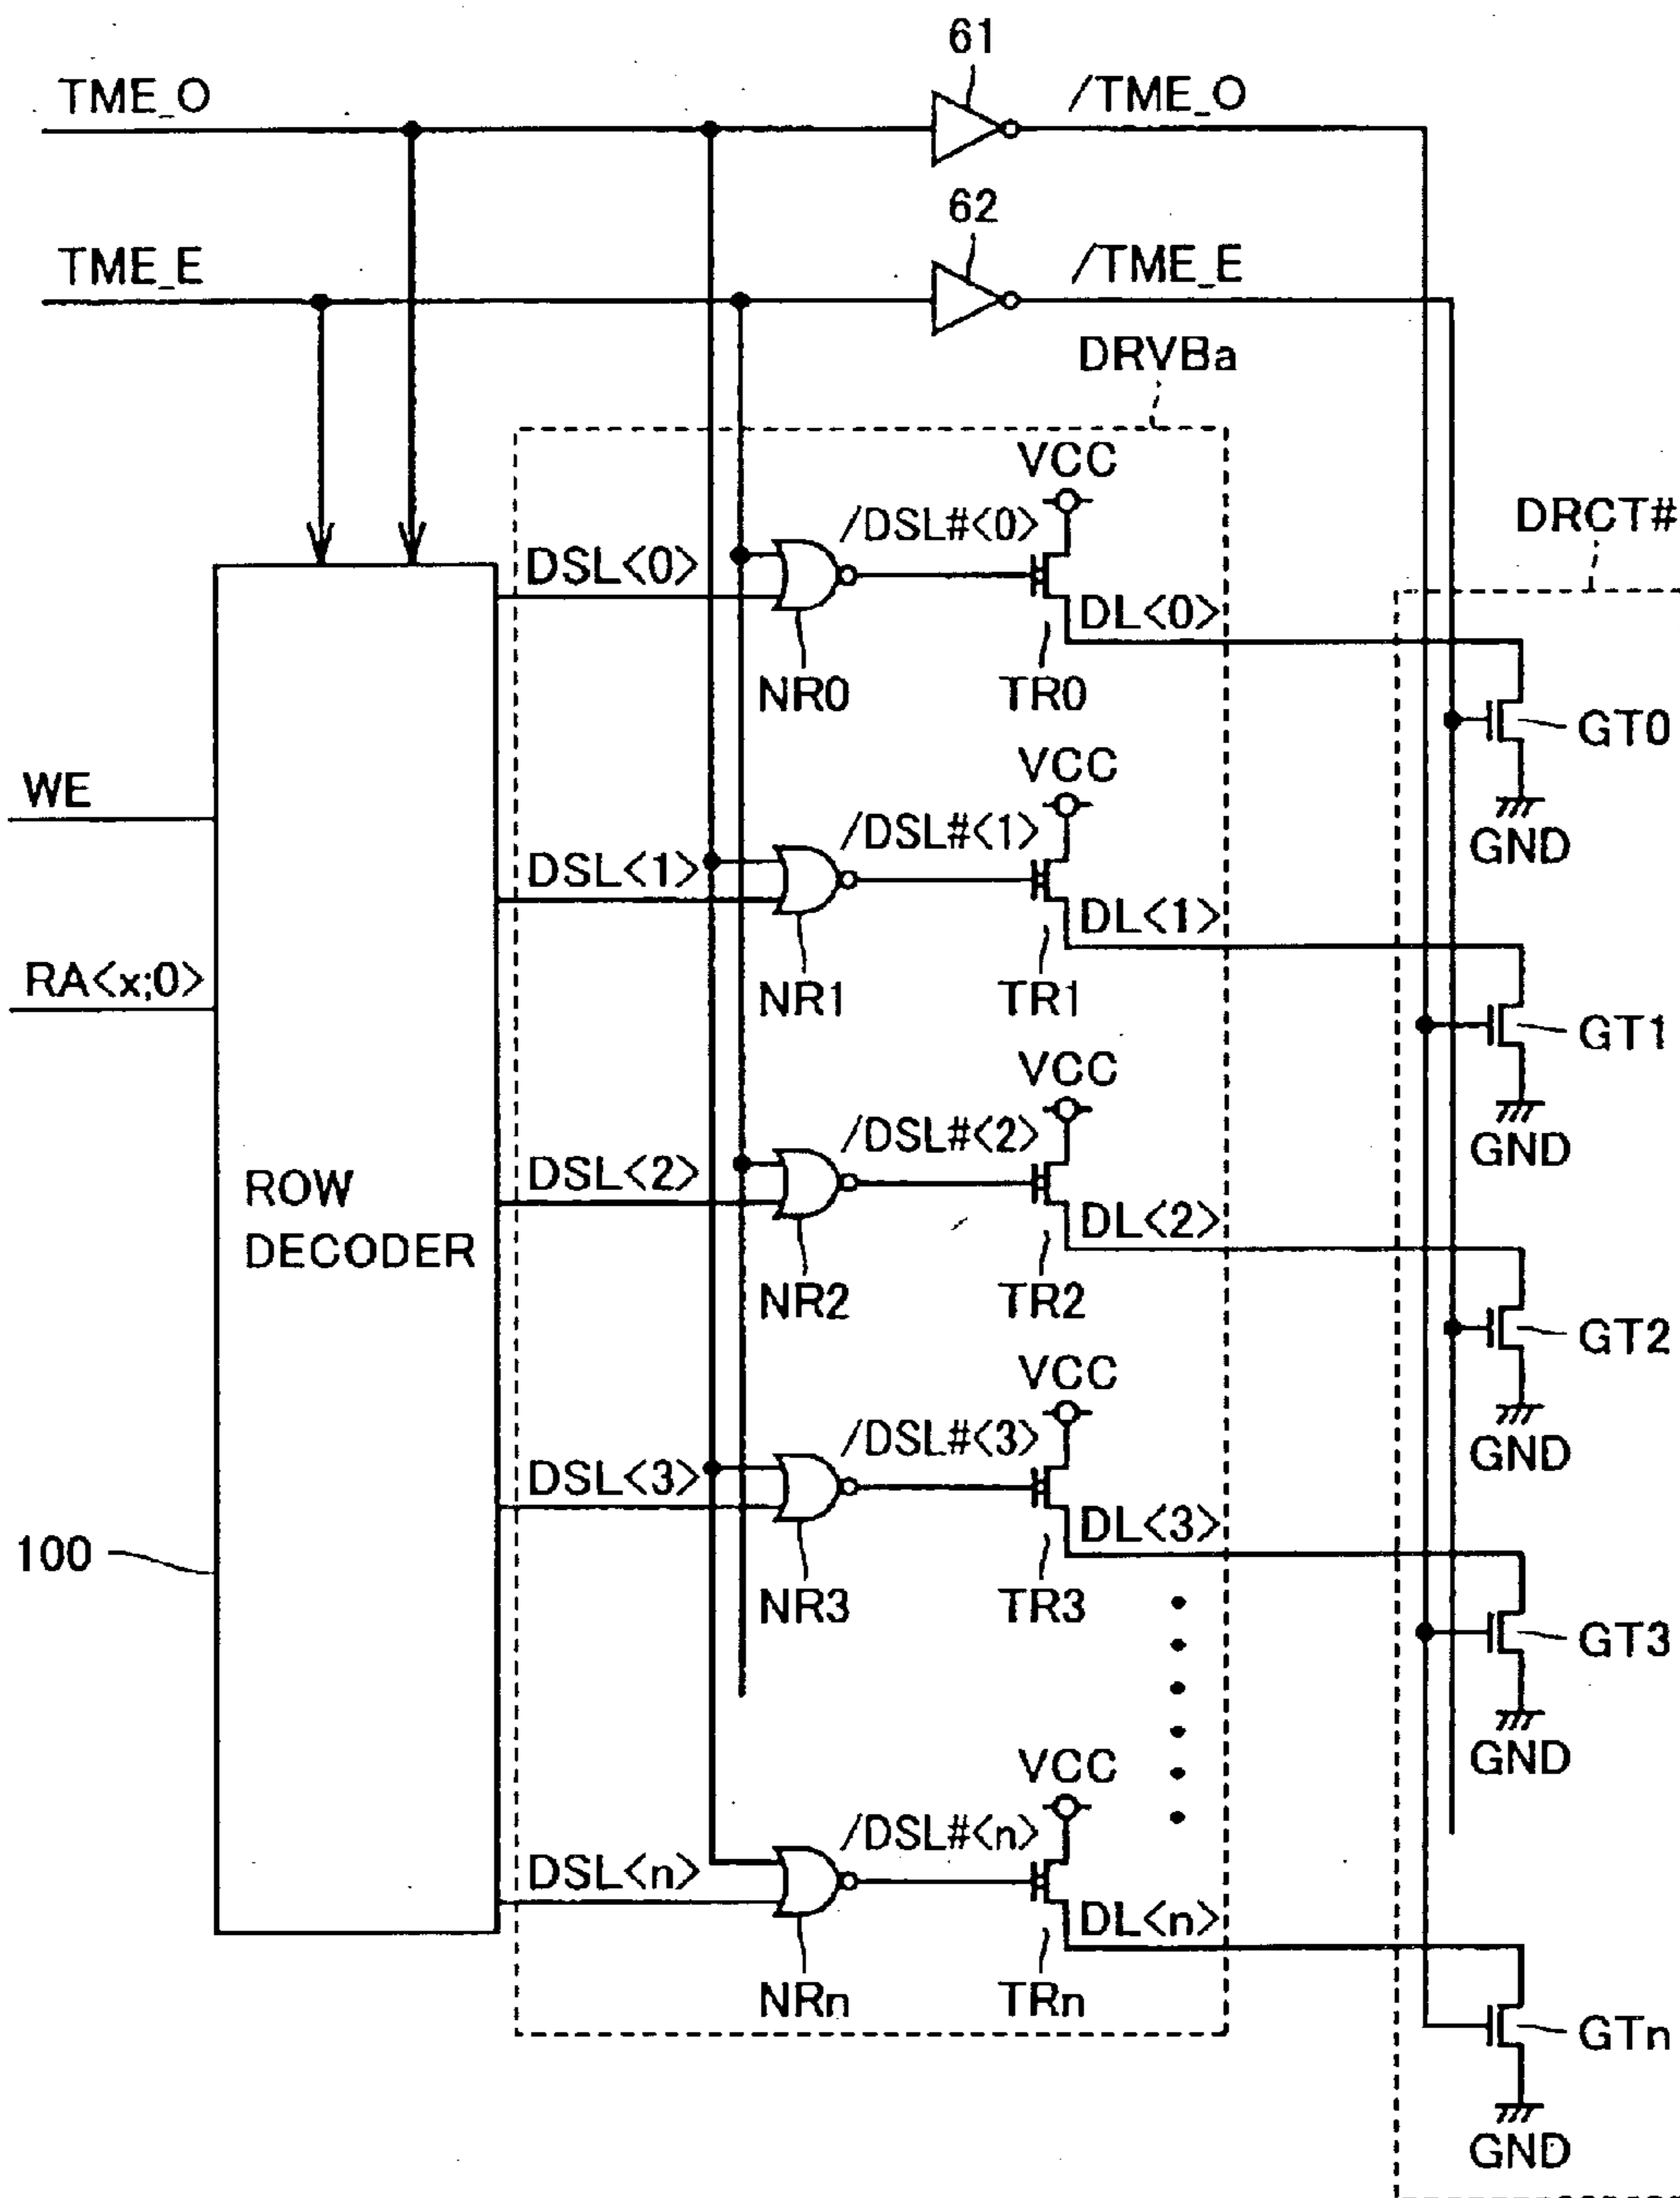 61
TME_O
/TME_O
62
TME_E
/TME_E
DRVBa
VCC
DRCT#
/DSL#<0>
DSL<0>
DL<0>
NR0
TR0
GT0
GND
WE
VCC
/DSL#<1>
DSL<1>
DL<1>
RA<x;0>
NR1
TR1
GT1
GND
VCC
/DSL#<2>
DSL<2>
ROW
DECODER
DL<2>
NR2
TR2
GT2
GND
VCC
/DSL#<3>
DSL<3>
DL<3>
100
NR3
TR3
GT3
GND
VCC
/DSL#<n>
DSL<n>
DL<n>
NRn
TRn
GTn
GND